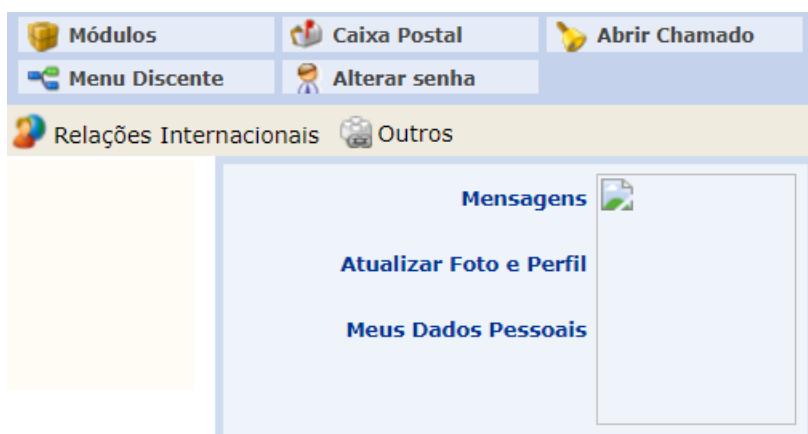 Módulos Caixa Postal Abrir Chamado
Menu Discente Alterar senha
Relações Internacionais Outros
Mensagens
Atualizar Foto e Perfil
Meus Dados Pessoais